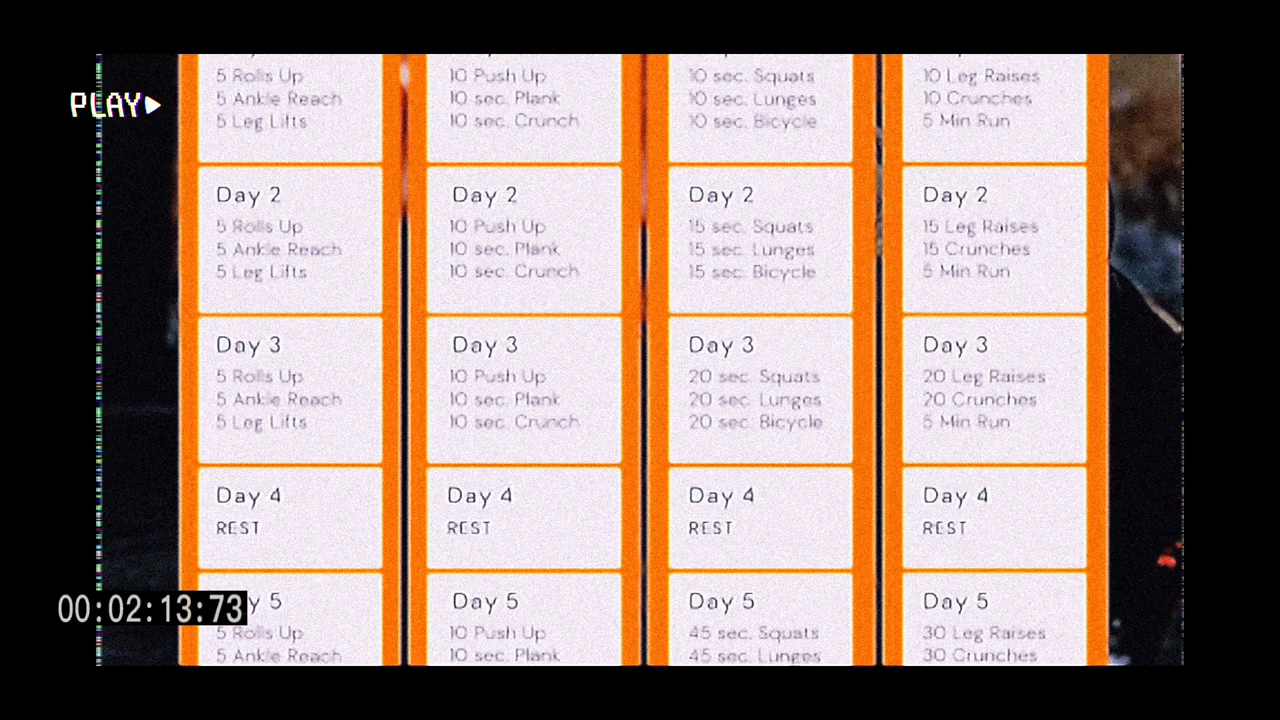 PLAY
5 Rolls Up
5 Ankle Reach
5 Leg Lifts
10 Push Up
10 sec. Plank
10 sec. Crunch
10 sec. Squats
10 sec. Lunges
10 sec. Bicycle
10 Leg Raises
10 Crunches
5 Min Run
Day 2
5 Rolls Up
5 Ankle Reach
5 Leg Lifts
Day 2
10 Push Up
10 sec. Plank
10 sec. Crunch
Day 2
15 sec. Squats
15 sec. Lunges
15 sec. Bicycle
Day 2
15 Leg Raises
15 Crunches
5 Min Run
Day 3
5 Rolls Up
5 Ankle Reach
5 Leg Lifts
Day 3
10 Push Up
10 sec. Plank
10 sec. Crunch
Day 3
20 sec. Squats
20 sec. Lunges
20 sec. Bicycle
Day 3
20 Leg Raises
20 Crunches
5 Min Run
Day 4
REST
Day 4
REST
Day 4
REST
Day 4
REST
5
5 Rolls Up
5 Ankle Reach
Day 5
10 Push Up
10 sec. Plank
Day 5
45 sec. Squats
45 sec. Lunges
Day 5
30 Leg Raises
30 Crunches
00:02:13:73